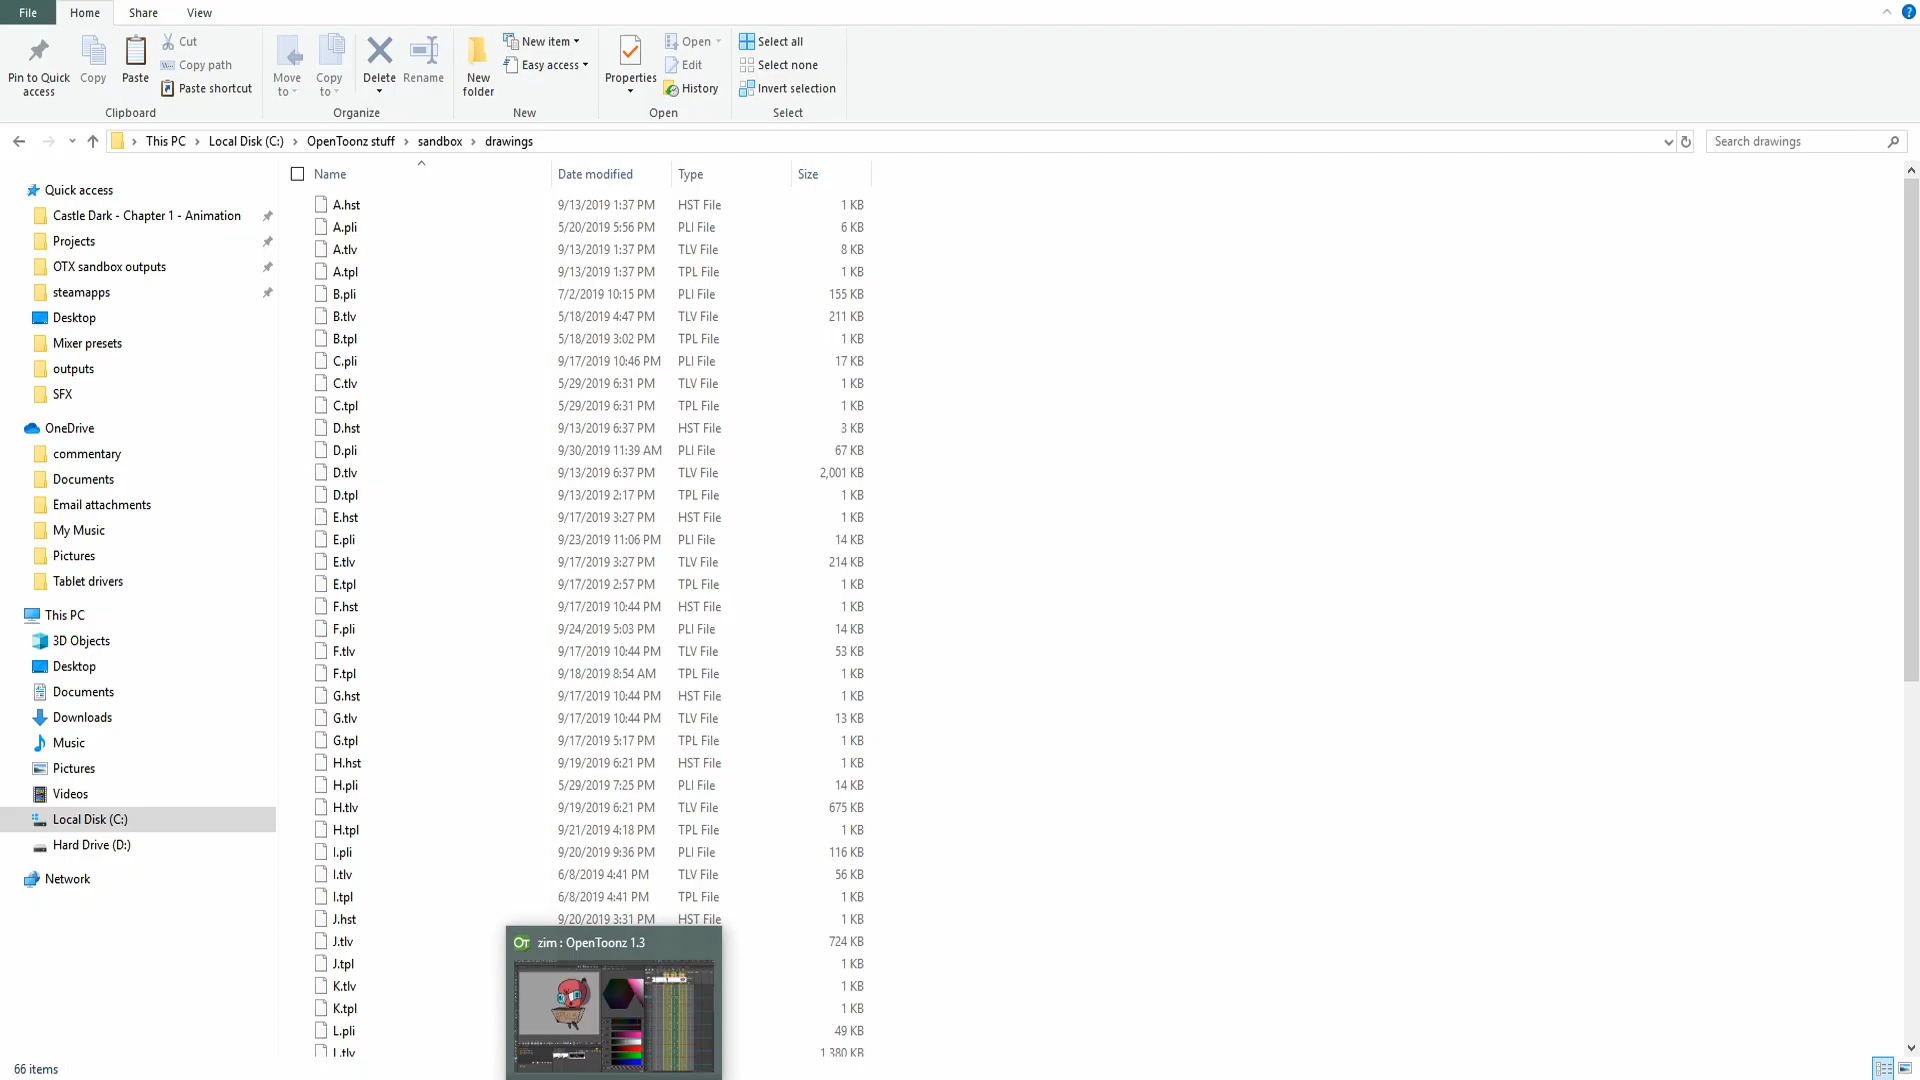 File Home Share View
Pin to Quick access
Copy
Paste
Cut
Copy path
Paste shortcut
Clipboard
Move to
Copy to
Delete
Rename
Organize
New folder
New item
Easy access
New
Properties
Open
Edit
History
Open
Select all
Select none
Invert selection
Select
This PC > Local Disk (C:) > OpenToonz stuff > sandbox > drawings
Search drawings
Quick access
Castle Dark - Chapter 1 - Animation
Projects
OTX sandbox outputs
steamapps
Desktop
Mixer presets
outputs
SFX
OneDrive
commentary
Documents
Email attachments
My Music
Pictures
Tablet drivers
This PC
3D Objects
Desktop
Documents
Downloads
Music
Pictures
Videos
Local Disk (C:)
Hard Drive (D:)
Network
Name Date modified Type Size
A.hst 9/13/2019 1:37 PM HST File 1 KB
A.pli 5/20/2019 5:56 PM PLI File 6 KB
A.tlv 9/13/2019 1:37 PM TLV File 8 KB
A.tpl 9/13/2019 1:37 PM TPL File 1 KB
B.pli 7/2/2019 10:15 PM PLI File 155 KB
B.tlv 5/18/2019 4:47 PM TLV File 211 KB
B.tpl 5/18/2019 3:02 PM TPL File 1 KB
C.pli 9/17/2019 10:46 PM PLI File 17 KB
C.tlv 5/29/2019 6:31 PM TLV File 1 KB
C.tpl 5/29/2019 6:31 PM TPL File 1 KB
D.hst 9/13/2019 6:37 PM HST File 3 KB
D.pli 9/30/2019 11:39 AM PLI File 67 KB
D.tlv 9/13/2019 6:37 PM TLV File 2,001 KB
D.tpl 9/13/2019 2:17 PM TPL File 1 KB
E.hst 9/17/2019 3:27 PM HST File 1 KB
E.pli 9/23/2019 11:06 PM PLI File 14 KB
E.tlv 9/17/2019 3:27 PM TLV File 214 KB
E.tpl 9/17/2019 2:57 PM TPL File 1 KB
F.hst 9/17/2019 10:44 PM HST File 1 KB
F.pli 9/24/2019 5:03 PM PLI File 14 KB
F.tlv 9/17/2019 10:44 PM TLV File 53 KB
F.tpl 9/18/2019 8:54 AM TPL File 1 KB
G.hst 9/17/2019 10:44 PM HST File 1 KB
G.tlv 9/17/2019 10:44 PM TLV File 13 KB
G.tpl 9/17/2019 5:17 PM TPL File 1 KB
H.hst 9/19/2019 6:21 PM HST File 1 KB
H.pli 5/29/2019 7:25 PM PLI File 14 KB
H.tlv 9/19/2019 6:21 PM TLV File 675 KB
H.tpl 9/21/2019 4:18 PM TPL File 1 KB
I.pli 9/20/2019 9:36 PM PLI File 116 KB
I.tlv 6/8/2019 4:41 PM TLV File 56 KB
I.tpl 6/8/2019 4:41 PM TPL File 1 KB
J.hst 9/20/2019 3:31 PM HST File 1 KB
J.tlv 724 KB
J.tpl 1 KB
K.tlv 1 KB
K.tpl 1 KB
L.pli 49 KB
L.tlv 1,380 KB
zim : OpenToonz 1.3
66 items